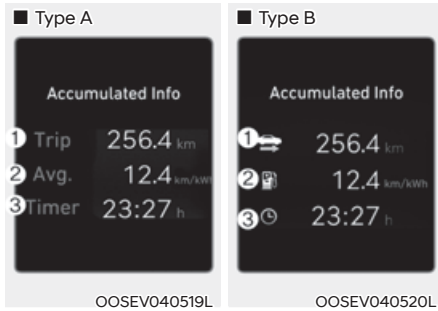 ■ Type A
Accumulated Info
① Trip 256.4 km
② Avg. 12.4 km/kWh
③ Timer 23:27 h
OOSEV040519L
■ Type B
Accumulated Info
① 256.4 km
② 12.4 km/kWh
③ 23:27 h
OOSEV040520L